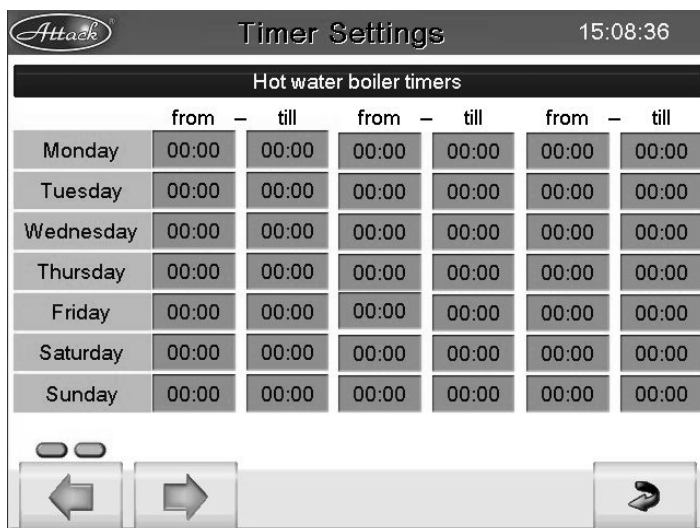 Attack® Timer Settings 15:08:36
Hot water boiler timers
from – till from – till from – till
Monday 00:00 00:00 00:00 00:00 00:00 00:00
Tuesday 00:00 00:00 00:00 00:00 00:00 00:00
Wednesday 00:00 00:00 00:00 00:00 00:00 00:00
Thursday 00:00 00:00 00:00 00:00 00:00 00:00
Friday 00:00 00:00 00:00 00:00 00:00 00:00
Saturday 00:00 00:00 00:00 00:00 00:00 00:00
Sunday 00:00 00:00 00:00 00:00 00:00 00:00